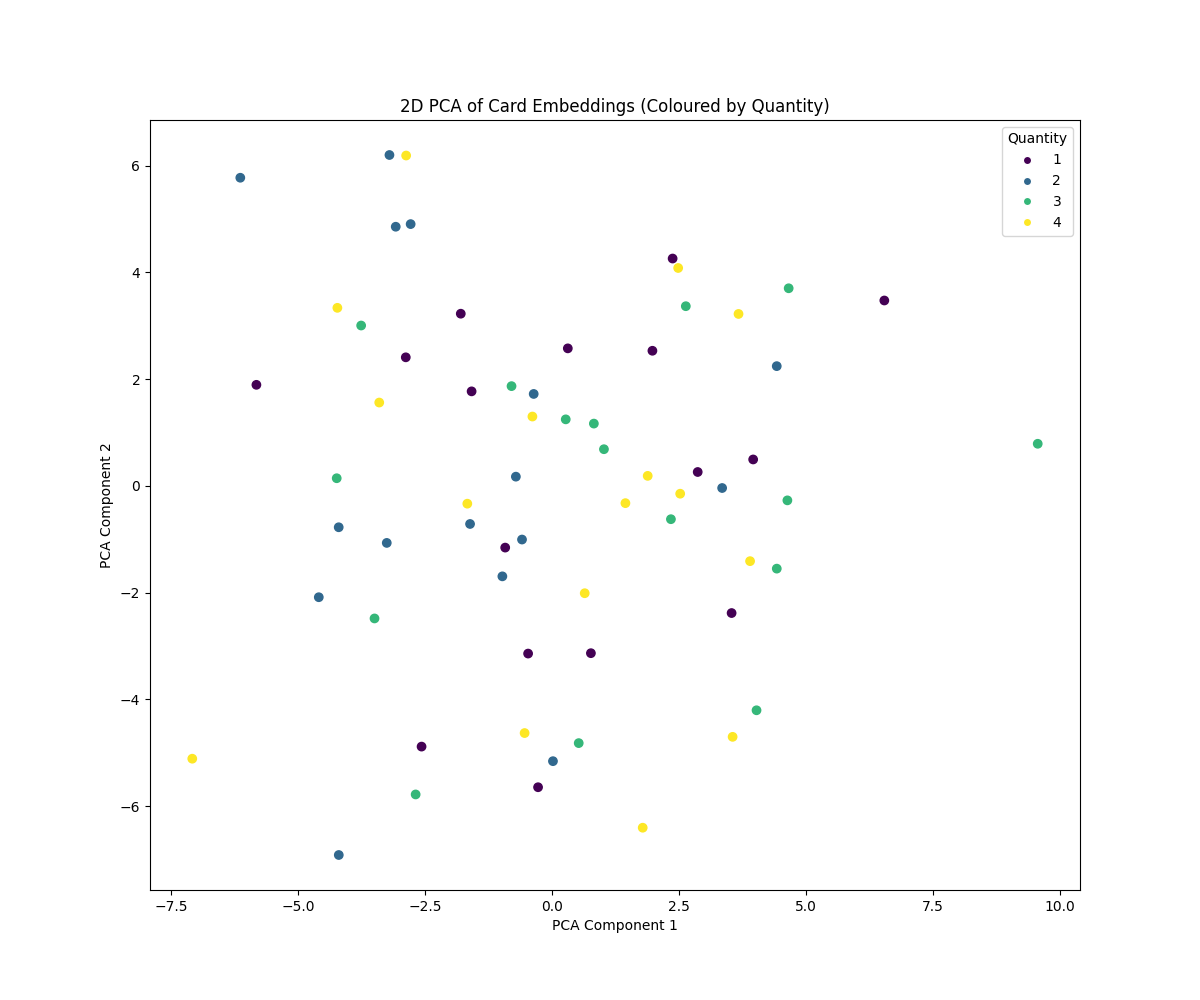 2D PCA of Card Embeddings (Coloured by Quantity)
Quantity
1
2
3
4
6
4
2
0
−2
−4
−6
PCA Component 2
−7.5 −5.0 −2.5 0.0 2.5 5.0 7.5 10.0
PCA Component 1